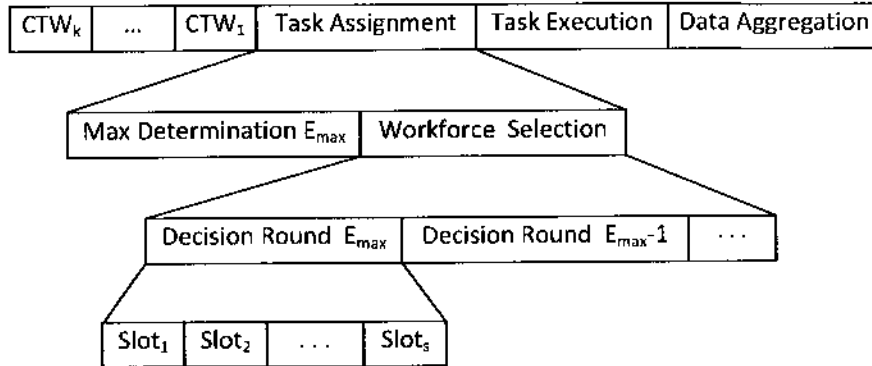 CTWₖ ... CTW₁ Task Assignment Task Execution Data Aggregation
Max Determination Eₘₐₓ Workforce Selection
Decision Round Eₘₐₓ Decision Round Eₘₐₓ-1 ...
Slot₁ Slot₂ ... Slotₛ